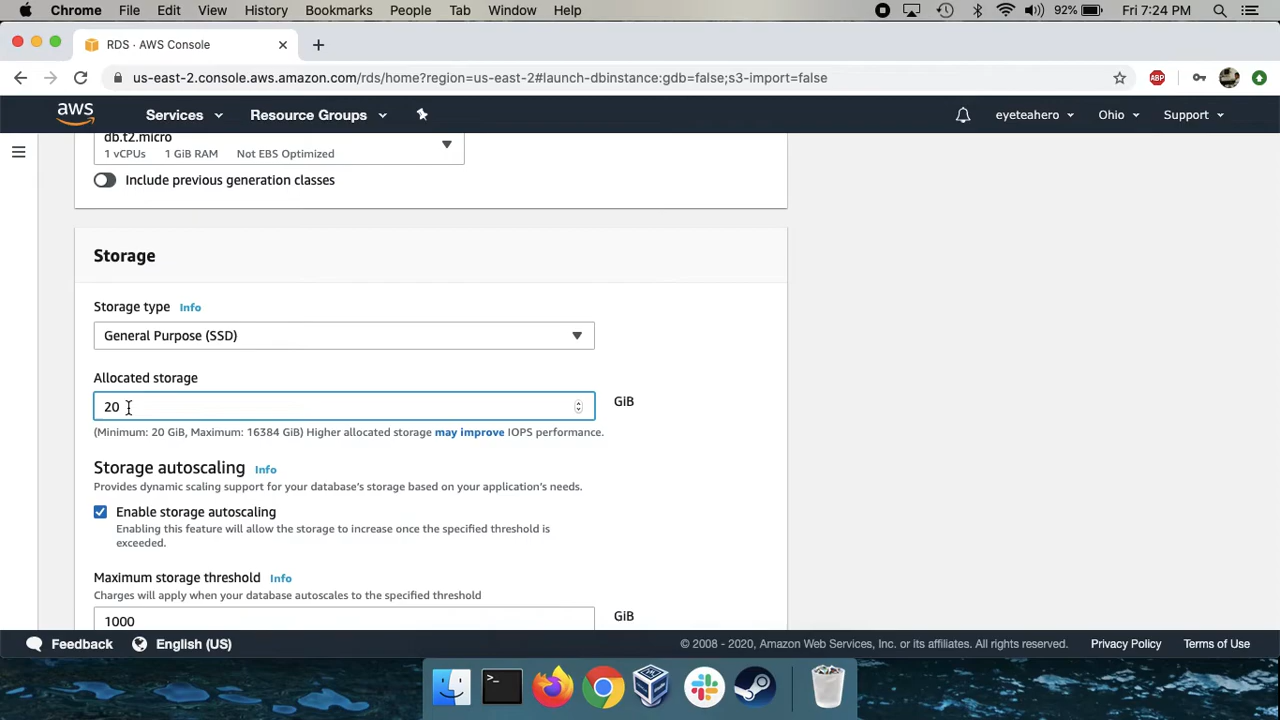 Chrome File Edit View History Bookmarks People Tab Window Help 92% Fri 7:24 PM
RDS · AWS Console
us-east-2.console.aws.amazon.com/rds/home?region=us-east-2#launch-dbinstance:gdb=false;s3-import=false
ABP
aws Services Resource Groups eyeteahero Ohio Support
db.t2.micro
1 vCPUs 1 GiB RAM Not EBS Optimized
Include previous generation classes
Storage
Storage type Info
General Purpose (SSD)
Allocated storage
20 GiB
(Minimum: 20 GiB, Maximum: 16384 GiB) Higher allocated storage may improve IOPS performance.
Storage autoscaling Info
Provides dynamic scaling support for your database's storage based on your application's needs.
Enable storage autoscaling
Enabling this feature will allow the storage to increase once the specified threshold is
exceeded.
Maximum storage threshold Info
Charges will apply when your database autoscales to the specified threshold
1000 GiB
Feedback English (US) © 2008 - 2020, Amazon Web Services, Inc. or its affiliates. All rights reserved. Privacy Policy Terms of Use